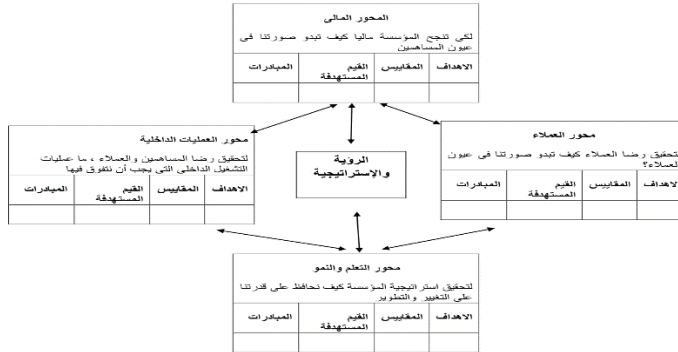 المحور المالى
لكى تنجح المؤسسة ماليا كيف تبدو صورتنا فى
عيون المساهمين
الاهداف المقاييس القيم المبادرات
المستهدفة
محور العملاء
لتحقيق رضا العملاء كيف تبدو صورتنا فى عيون
العملاء؟
الاهداف المقاييس القيم المبادرات
المستهدفة
الرؤية
والإستراتيجية
محور العمليات الداخلية
لتحقيق رضا المساهمين والعملاء ، ما عمليات
التشغيل الداخلى التى يجب أن نتفوق فيها
الاهداف المقاييس القيم المبادرات
المستهدفة
محور التعلم والنمو
لتحقيق استراتيجية المؤسسة كيف نحافظ على قدرتنا
على التغيير والتطوير
الاهداف المقاييس القيم المبادرات
المستهدفة